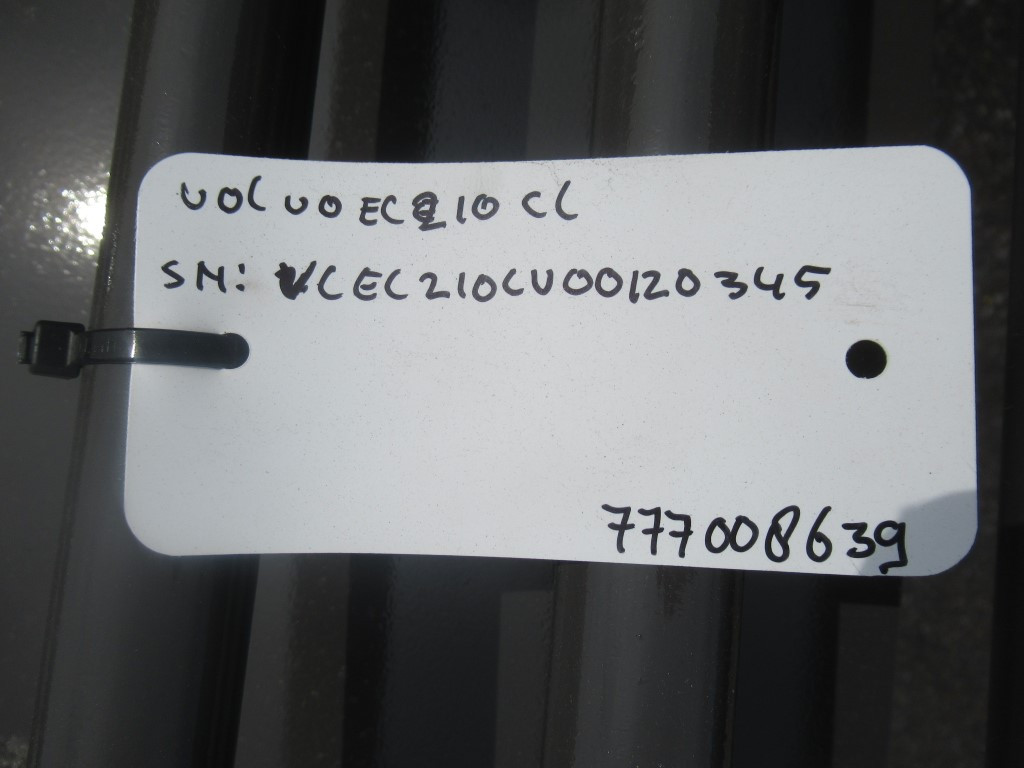 VOLVO EC210 CL
SN: VCEC210CV00120345
777008639